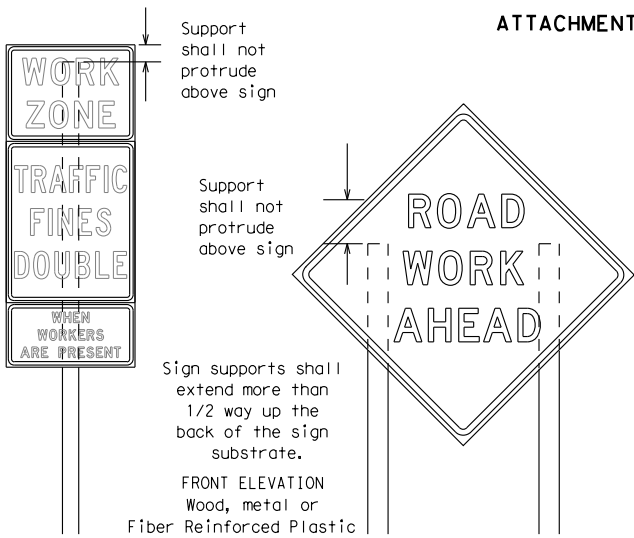 ATTACHMENT
Support
shall not
protrude
above sign
WORK
ZONE
TRAFFIC
FINES
DOUBLE
WHEN
WORKERS
ARE PRESENT
Support
shall not
protrude
above sign
ROAD
WORK
AHEAD
Sign supports shall
extend more than
1/2 way up the
back of the sign
substrate.
FRONT ELEVATION
Wood, metal or
Fiber Reinforced Plastic